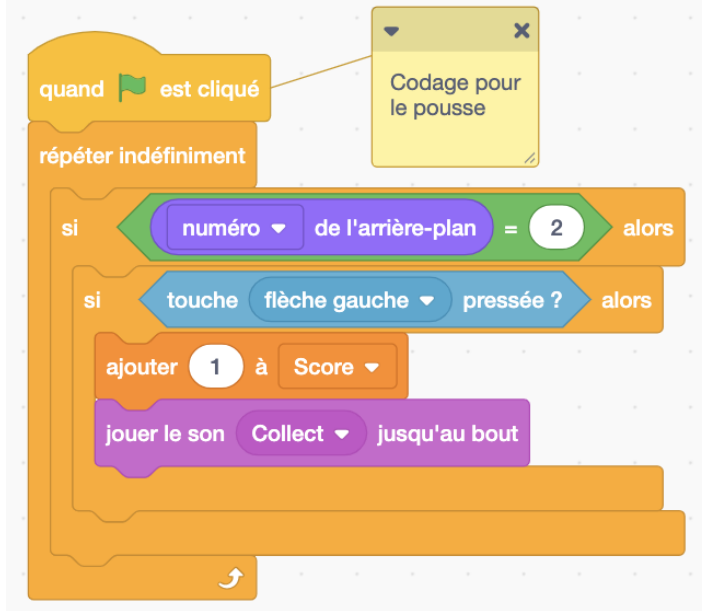 quand est cliqué
Codage pour
le pousse
répéter indéfiniment
si numéro de l'arrière-plan = 2 alors
si touche flèche gauche pressée ? alors
ajouter 1 à Score
jouer le son Collect jusqu'au bout